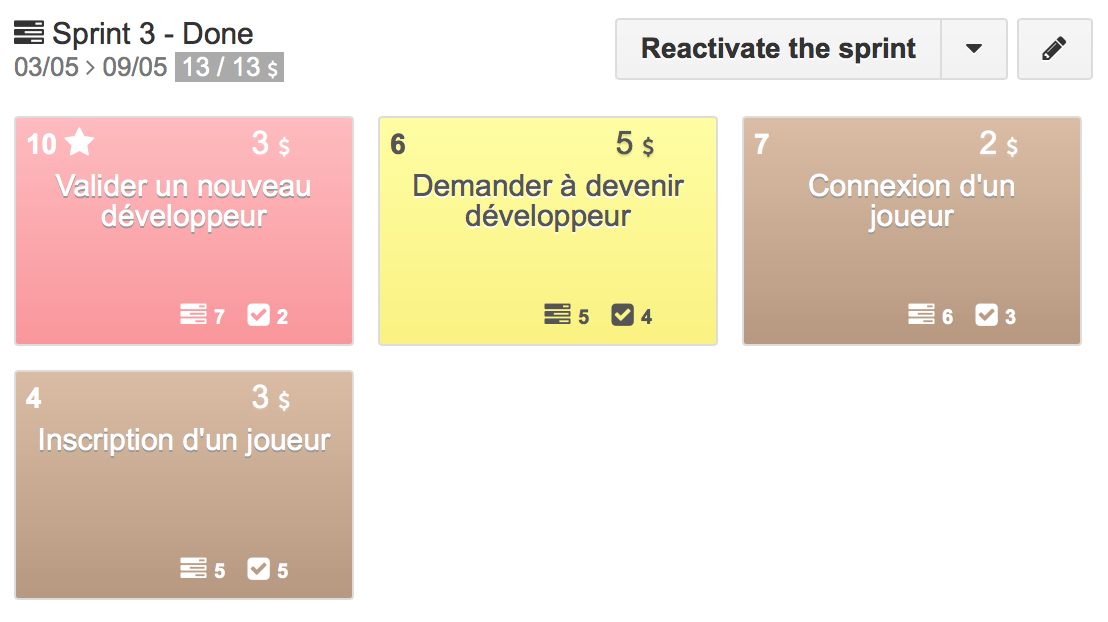 Sprint 3 - Done
03/05 > 09/05 13 / 13 $
Reactivate the sprint
10 3 $
Valider un nouveau
développeur
7 2
6 5 $
Demander à devenir
développeur
5 4
7 2 $
Connexion d'un
joueur
6 3
4 3 $
Inscription d'un joueur
5 5